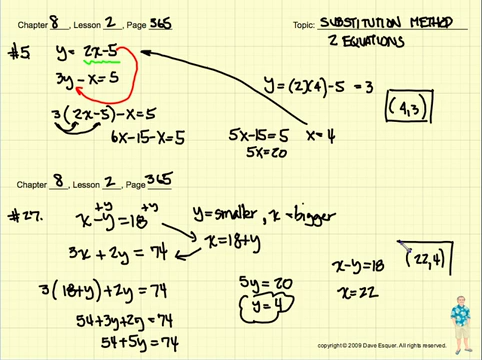 Chapter 8, Lesson 2, Page 365
Topic: SUBSTITUTION METHOD
2 EQUATIONS
#5 y = 2x-5
3y - x = 5
3(2x-5) - x = 5
6x - 15 - x = 5
5x - 15 = 5
5x = 20
x = 4
y = (2)(4) - 5 = 3
(4,3)
Chapter 8, Lesson 2, Page 365
#27. +y +y
x - y = 18
y = smaller, x = bigger
x = 18 + y
3x + 2y = 74
3(18+y) + 2y = 74
54 + 3y + 2y = 74
54 + 5y = 74
5y = 20
y = 4
x - y = 18
x = 22
(22,4)
copyright © 2009 Dave Esquer. All rights reserved.